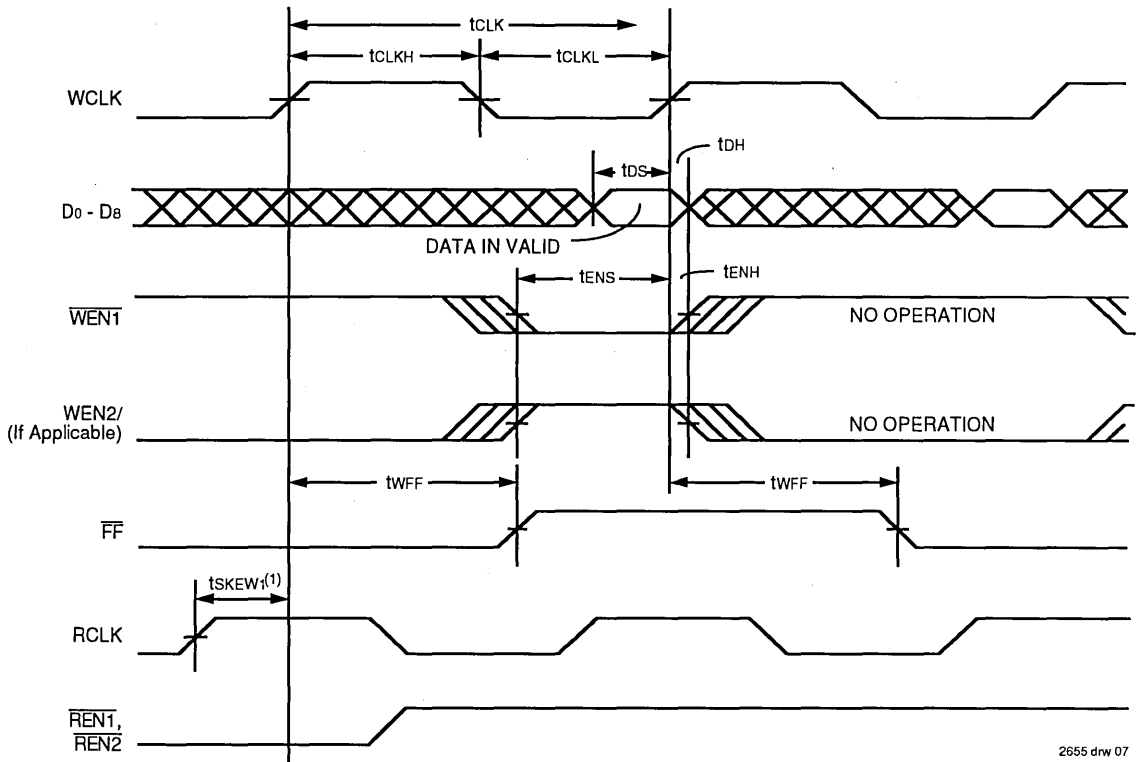 tCLK
tCLKH
tCLKL
WCLK
tDH
tDS
D0 - D8
DATA IN VALID
tENS
tENH
WEN1
NO OPERATION
WEN2/
(If Applicable)
NO OPERATION
tWFF
tWFF
FF
tSKEW1(1)
RCLK
REN1,
REN2
2655 drw 07